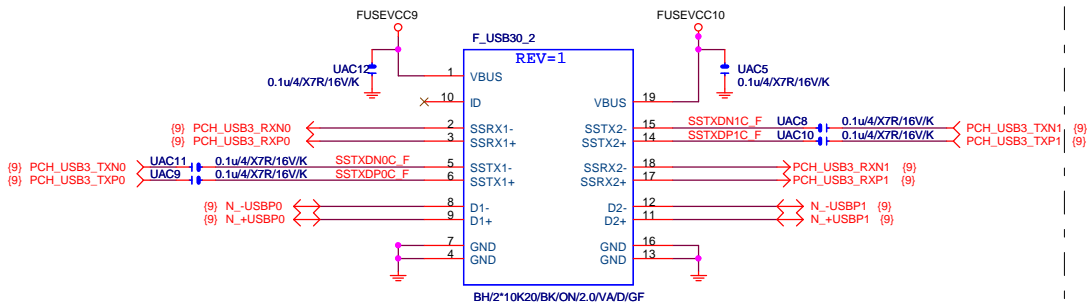 FUSEVCC9
FUSEVCC10
F_USB30_2
REV=1
UAC12
0.1u/4/X7R/16V/K
UAC5
0.1u/4/X7R/16V/K
1 VBUS
10 ID
VBUS 19
{9} PCH_USB3_RXN0 2 SSRX1-
{9} PCH_USB3_RXP0 3 SSRX1+
SSTX2- 15 SSTXDN1C_F UAC8 0.1u/4/X7R/16V/K PCH_USB3_TXN1 {9}
SSTX2+ 14 SSTXDP1C_F UAC10 0.1u/4/X7R/16V/K PCH_USB3_TXP1 {9}
{9} PCH_USB3_TXN0 UAC11 0.1u/4/X7R/16V/K SSTXDN0C_F 5 SSTX1-
{9} PCH_USB3_TXP0 UAC9 0.1u/4/X7R/16V/K SSTXDP0C_F 6 SSTX1+
SSRX2- 18 PCH_USB3_RXN1 {9}
SSRX2+ 17 PCH_USB3_RXP1 {9}
{9} N_-USBP0 8 D1-
{9} N_+USBP0 9 D1+
D2- 12 N_-USBP1 {9}
D2+ 11 N_+USBP1 {9}
7 GND
4 GND
GND 16
GND 13
BH/2*10K20/BK/ON/2.0/VA/D/GF